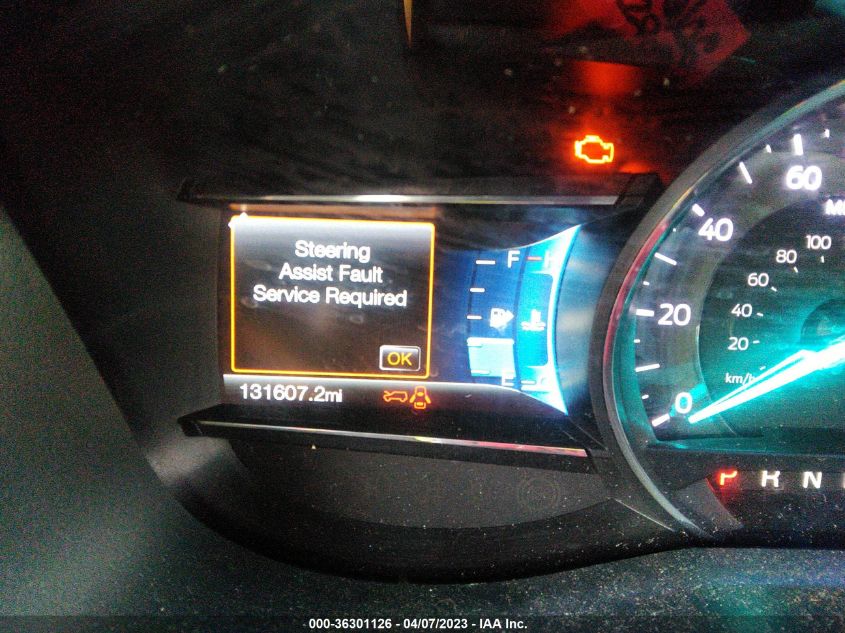 Steering
Assist Fault
Service Required
OK
131607.2mi
F
H
E
C
0
20
40
60
20
40
60
80
100
km/h
P R N
000-36301126 - 04/07/2023 - IAA Inc.